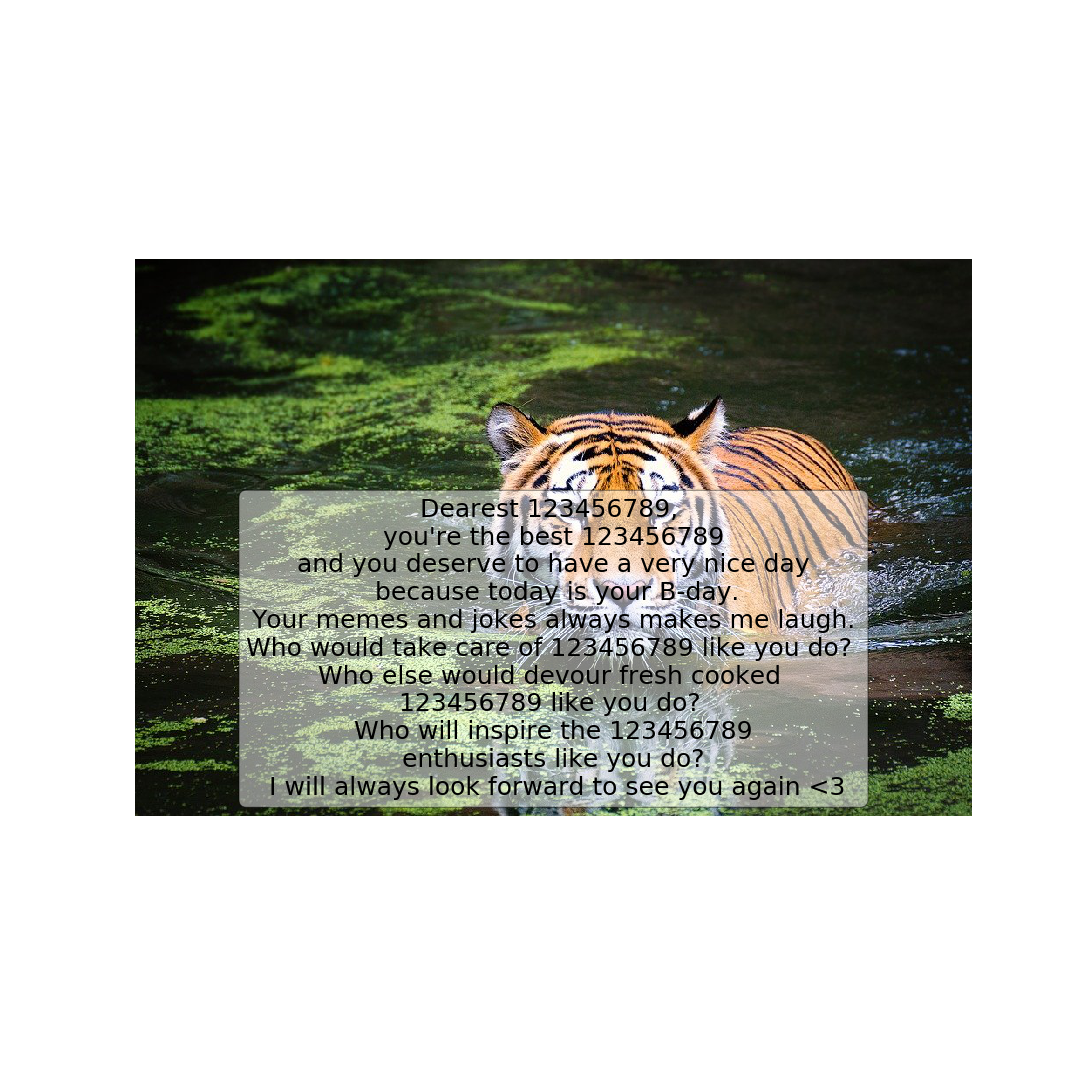 Dearest 123456789,
you're the best 123456789
and you deserve to have a very nice day
because today is your B-day.
Your memes and jokes always makes me laugh.
Who would take care of 123456789 like you do?
Who else would devour fresh cooked
123456789 like you do?
Who will inspire the 123456789
enthusiasts like you do?
I will always look forward to see you again <3